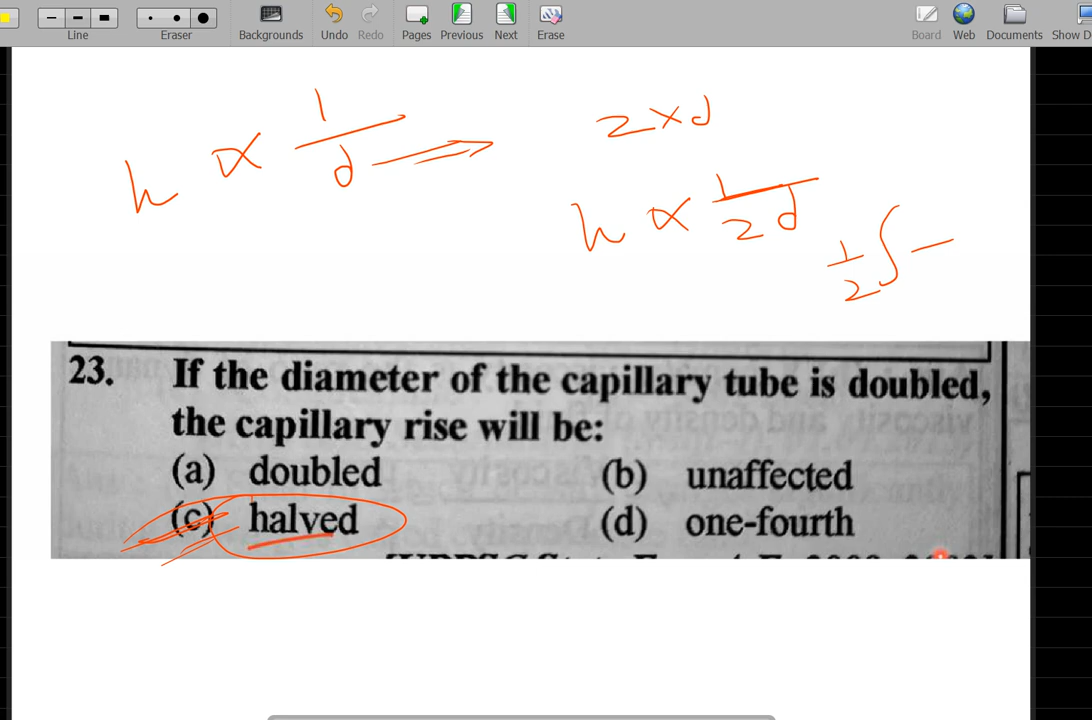 Line
Eraser
Backgrounds
Undo
Redo
Pages
Previous
Next
Erase
Board
Web
Documents
Show
h ∝ 1/d
2×d
h ∝ 1/2d
1/2
23. If the diameter of the capillary tube is doubled,
the capillary rise will be:
(a) doubled (b) unaffected
(c) halved (d) one-fourth